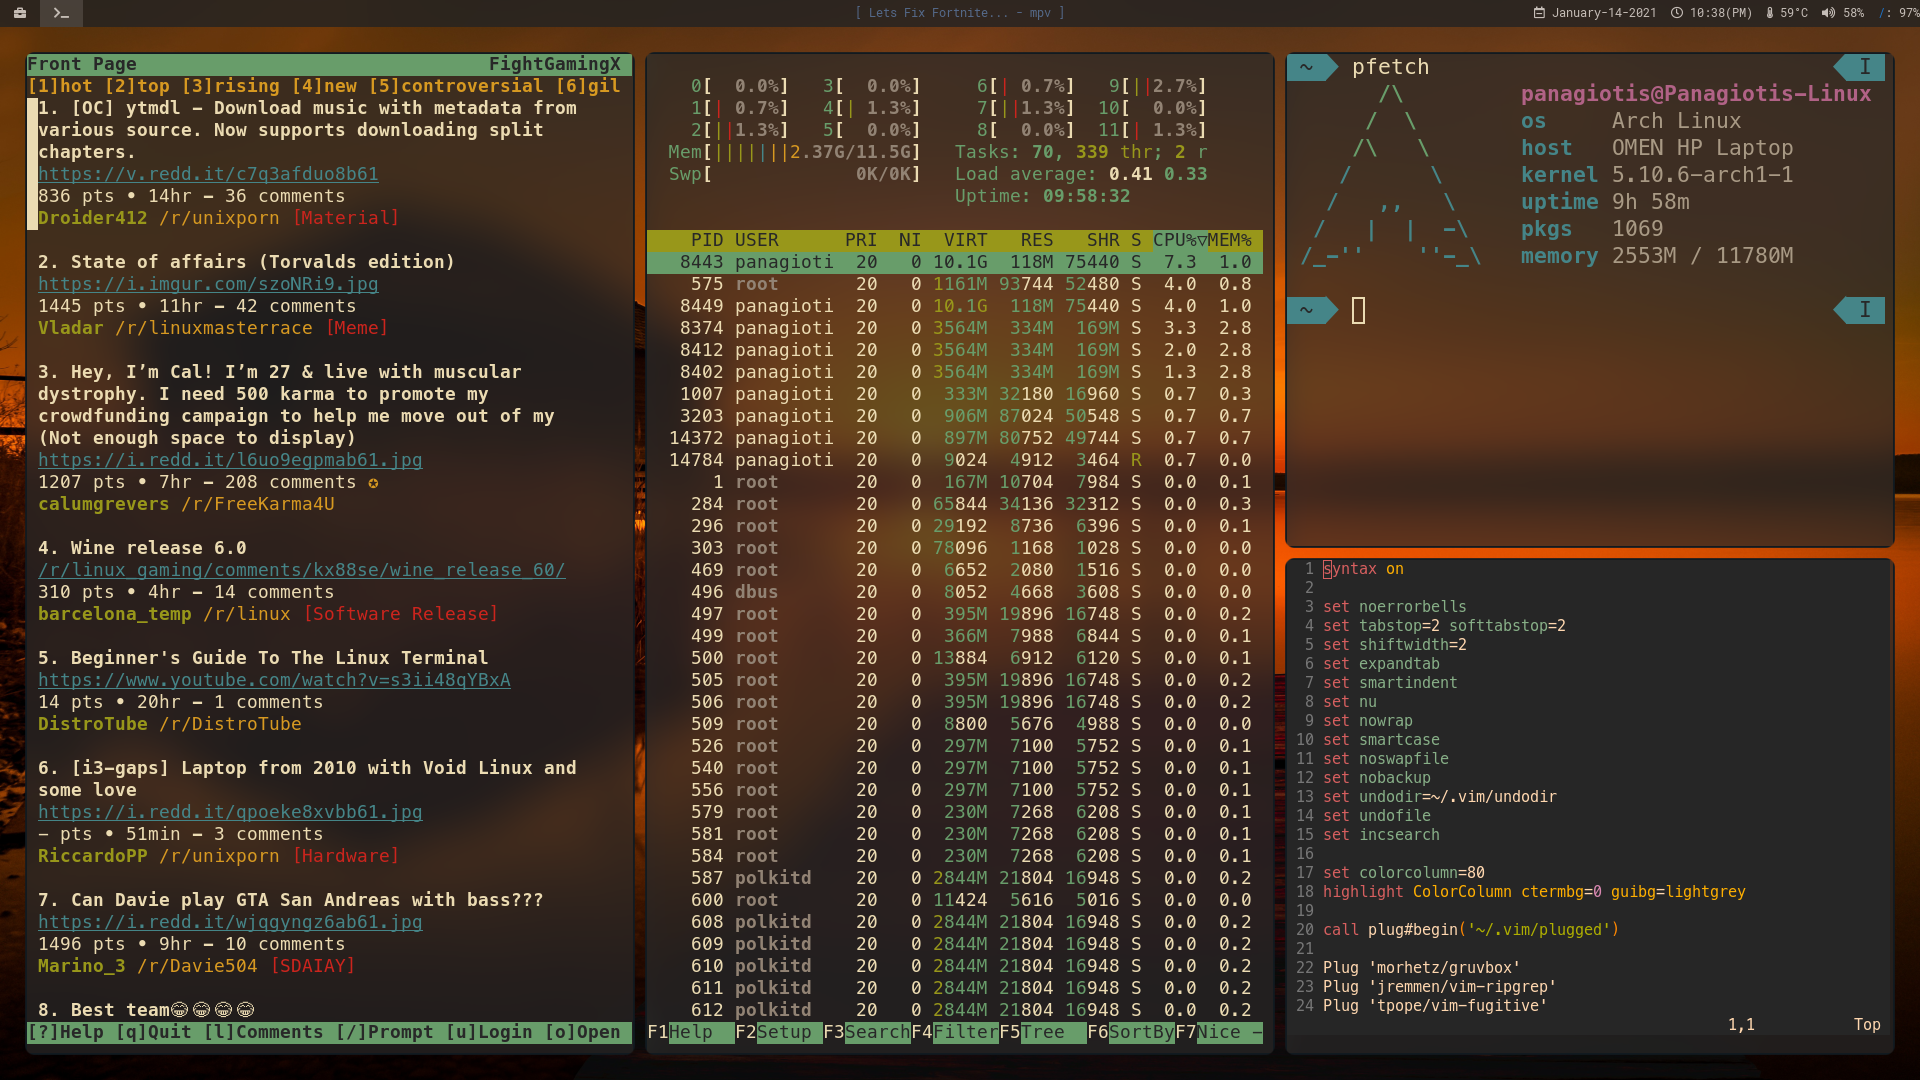 [ Lets Fix Fortnite... - mpv ]
January-14-2021 10:38(PM) 59°C 58% /: 97%
Front Page FightGamingX
[1]hot [2]top [3]rising [4]new [5]controversial [6]gil
1. [OC] ytmdl – Download music with metadata from
various source. Now supports downloading split
chapters.
https://v.redd.it/c7q3afduo8b61
836 pts • 14hr – 36 comments
Droider412 /r/unixporn [Material]
2. State of affairs (Torvalds edition)
https://i.imgur.com/szoNRi9.jpg
1445 pts • 11hr – 42 comments
Vladar /r/linuxmasterrace [Meme]
3. Hey, I’m Cal! I’m 27 & live with muscular
dystrophy. I need 500 karma to promote my
crowdfunding campaign to help me move out of my
(Not enough space to display)
https://i.redd.it/l6uo9egpmab61.jpg
1207 pts • 7hr – 208 comments ✪
calumgrevers /r/FreeKarma4U
4. Wine release 6.0
/r/linux_gaming/comments/kx88se/wine_release_60/
310 pts • 4hr – 14 comments
barcelona_temp /r/linux [Software Release]
5. Beginner's Guide To The Linux Terminal
https://www.youtube.com/watch?v=s3ii48qYBxA
14 pts • 20hr – 1 comments
DistroTube /r/DistroTube
6. [i3-gaps] Laptop from 2010 with Void Linux and
some love
https://i.redd.it/qpoeke8xvbb61.jpg
– pts • 51min – 3 comments
RiccardoPP /r/unixporn [Hardware]
7. Can Davie play GTA San Andreas with bass???
https://i.redd.it/wjqgyngz6ab61.jpg
1496 pts • 9hr – 10 comments
Marino_3 /r/Davie504 [SDAIAY]
8. Best team😂😂😂😂
[?]Help [q]Quit [l]Comments [/]Prompt [u]Login [o]Open
0[ 0.0%] 3[ 0.0%] 6[| 0.7%] 9[||2.7%]
1[| 0.7%] 4[| 1.3%] 7[||1.3%] 10[ 0.0%]
2[||1.3%] 5[ 0.0%] 8[ 0.0%] 11[| 1.3%]
Mem[|||||||2.37G/11.5G] Tasks: 70, 339 thr; 2 r
Swp[ 0K/0K] Load average: 0.41 0.33
Uptime: 09:58:32
PID USER PRI NI VIRT RES SHR S CPU%▽MEM%
8443 panagioti 20 0 10.1G 118M 75440 S 7.3 1.0
575 root 20 0 1161M 93744 52480 S 4.0 0.8
8449 panagioti 20 0 10.1G 118M 75440 S 4.0 1.0
8374 panagioti 20 0 3564M 334M 169M S 3.3 2.8
8412 panagioti 20 0 3564M 334M 169M S 2.0 2.8
8402 panagioti 20 0 3564M 334M 169M S 1.3 2.8
1007 panagioti 20 0 333M 32180 16960 S 0.7 0.3
3203 panagioti 20 0 906M 87024 50548 S 0.7 0.7
14372 panagioti 20 0 897M 80752 49744 S 0.7 0.7
14784 panagioti 20 0 9024 4912 3464 R 0.7 0.0
1 root 20 0 167M 10704 7984 S 0.0 0.1
284 root 20 0 65844 34136 32312 S 0.0 0.3
296 root 20 0 29192 8736 6396 S 0.0 0.1
303 root 20 0 78096 1168 1028 S 0.0 0.0
469 root 20 0 6652 2080 1516 S 0.0 0.0
496 dbus 20 0 8052 4668 3608 S 0.0 0.0
497 root 20 0 395M 19896 16748 S 0.0 0.2
499 root 20 0 366M 7988 6844 S 0.0 0.1
500 root 20 0 13884 6912 6120 S 0.0 0.1
505 root 20 0 395M 19896 16748 S 0.0 0.2
506 root 20 0 395M 19896 16748 S 0.0 0.2
509 root 20 0 8800 5676 4988 S 0.0 0.0
526 root 20 0 297M 7100 5752 S 0.0 0.1
540 root 20 0 297M 7100 5752 S 0.0 0.1
556 root 20 0 297M 7100 5752 S 0.0 0.1
579 root 20 0 230M 7268 6208 S 0.0 0.1
581 root 20 0 230M 7268 6208 S 0.0 0.1
584 root 20 0 230M 7268 6208 S 0.0 0.1
587 polkitd 20 0 2844M 21804 16948 S 0.0 0.2
600 root 20 0 11424 5616 5016 S 0.0 0.0
608 polkitd 20 0 2844M 21804 16948 S 0.0 0.2
609 polkitd 20 0 2844M 21804 16948 S 0.0 0.2
610 polkitd 20 0 2844M 21804 16948 S 0.0 0.2
611 polkitd 20 0 2844M 21804 16948 S 0.0 0.2
612 polkitd 20 0 2844M 21804 16948 S 0.0 0.2
F1Help F2Setup F3SearchF4FilterF5Tree F6SortByF7Nice -
~ pfetch I
panagiotis@Panagiotis-Linux
os Arch Linux
host OMEN HP Laptop
kernel 5.10.6-arch1-1
uptime 9h 58m
pkgs 1069
memory 2553M / 11780M
~ I
1 syntax on
2
3 set noerrorbells
4 set tabstop=2 softtabstop=2
5 set shiftwidth=2
6 set expandtab
7 set smartindent
8 set nu
9 set nowrap
10 set smartcase
11 set noswapfile
12 set nobackup
13 set undodir=~/.vim/undodir
14 set undofile
15 set incsearch
16
17 set colorcolumn=80
18 highlight ColorColumn ctermbg=0 guibg=lightgrey
19
20 call plug#begin('~/.vim/plugged')
21
22 Plug 'morhetz/gruvbox'
23 Plug 'jremmen/vim-ripgrep'
24 Plug 'tpope/vim-fugitive'
1,1 Top